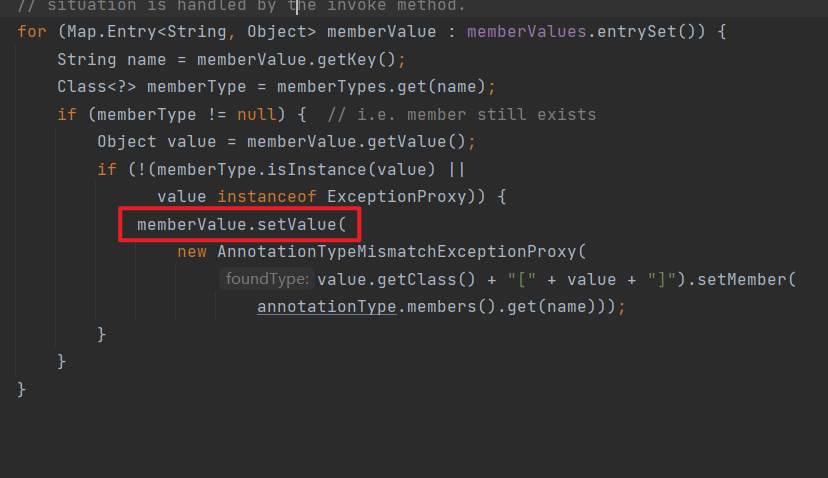 // situation is handled by the invoke method.
for (Map.Entry<String, Object> memberValue : memberValues.entrySet()) {
String name = memberValue.getKey();
Class<?> memberType = memberTypes.get(name);
if (memberType != null) {  // i.e. member still exists
Object value = memberValue.getValue();
if (!(memberType.isInstance(value) ||
value instanceof ExceptionProxy)) {
memberValue.setValue(
new AnnotationTypeMismatchExceptionProxy(
foundType: value.getClass() + "[" + value + "]").setMember(
annotationType.members().get(name)));
}
}
}